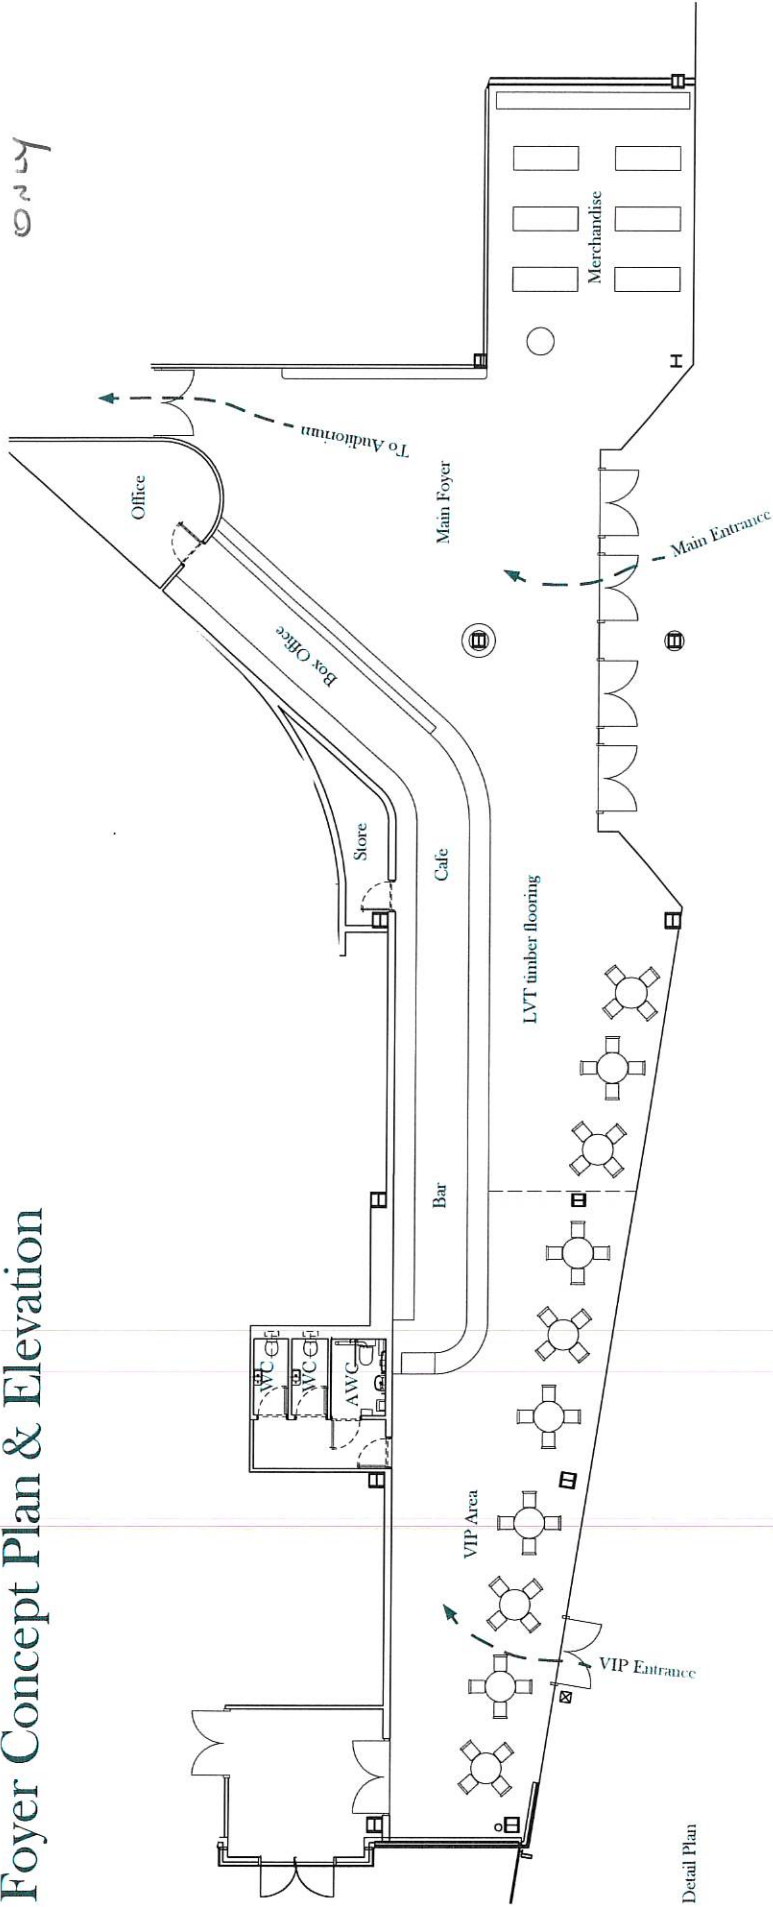 Foyer Concept Plan & Elevation
Office
To Auditorium
Merchandise
Box Office
Main Foyer
Main Entrance
Store
Cafe
LVT timber flooring
Bar
WC
WC
AWC
VIP Area
VIP Entrance
Detail Plan